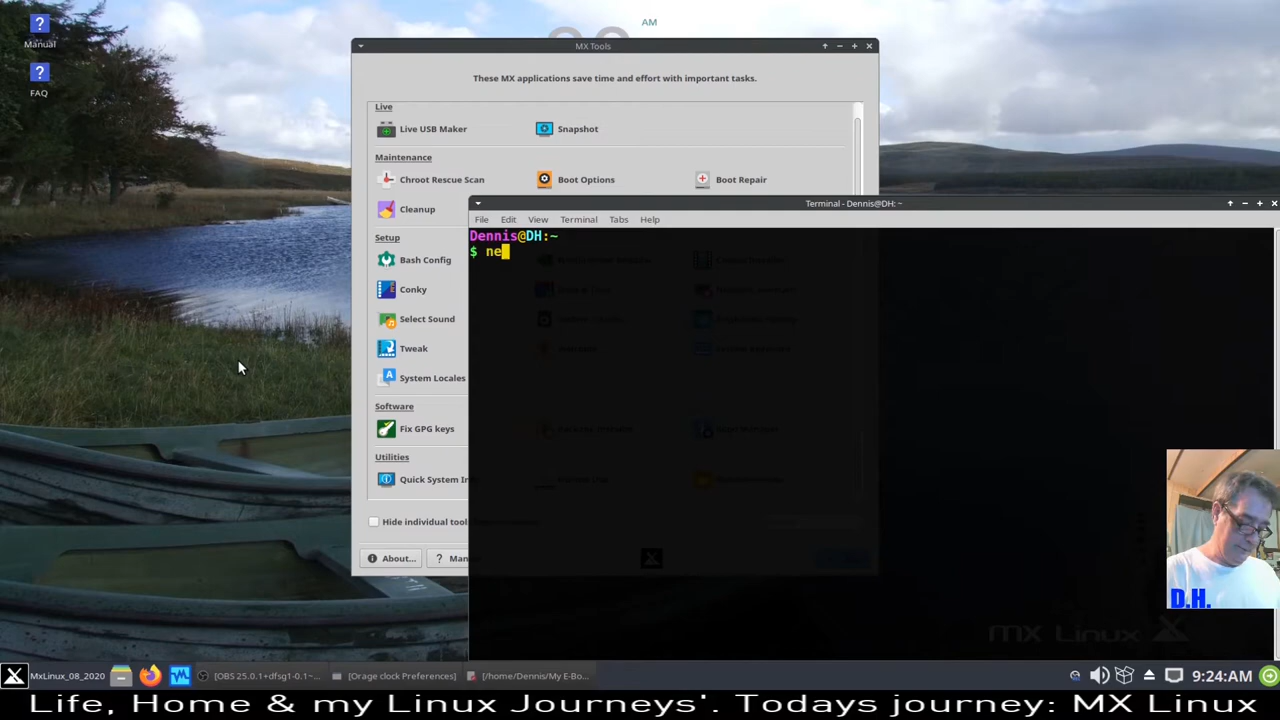 Manual
FAQ
AM
MX Tools
These MX applications save time and effort with important tasks.
Live
Live USB Maker
Snapshot
Maintenance
Chroot Rescue Scan
Boot Options
Boot Repair
Cleanup
Setup
Bash Config
Conky
Select Sound
Tweak
System Locales
Software
Fix GPG keys
Utilities
Quick System In
Hide individual tool
About...
? Man
Terminal - Dennis@DH: ~
File Edit View Terminal Tabs Help
Dennis@DH:~
$ ne
MX Linux X
D.H.
MxLinux_08_2020
[OBS 25.0.1+dfsg1-0.1~...
[Orage clock Preferences]
[/home/Dennis/My E-Bo...
9:24:AM
Life, Home & my Linux Journeys'. Todays journey: MX Linux